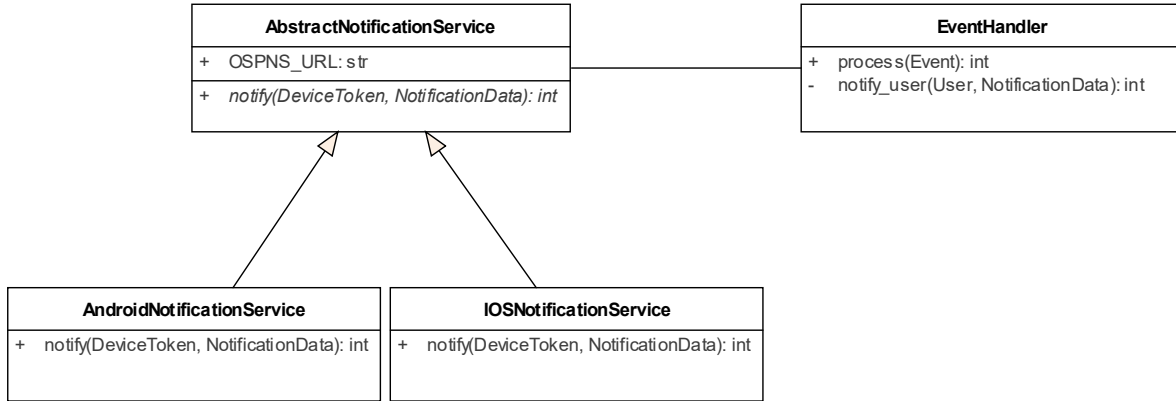 AbstractNotificationService
+ OSPNS_URL: str
+ notify(DeviceToken, NotificationData): int
EventHandler
+ process(Event): int
- notify_user(User, NotificationData): int
AndroidNotificationService
+ notify(DeviceToken, NotificationData): int
IOSNotificationService
+ notify(DeviceToken, NotificationData): int